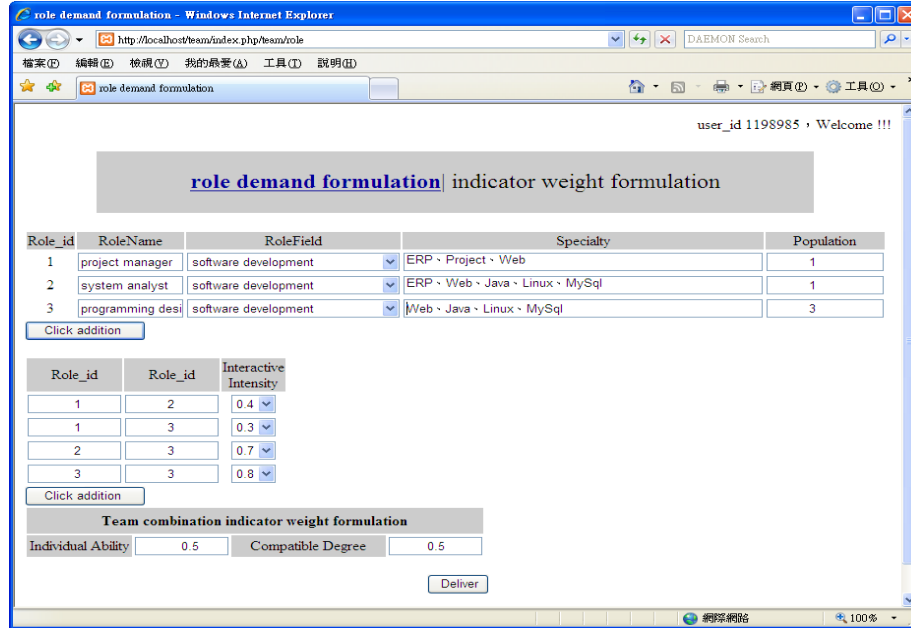 role demand formulation - Windows Internet Explorer
http://localhost/team/index.php/team/role DAEMON Search
檔案(F) 編輯(E) 檢視(V) 我的最愛(A) 工具(T) 說明(H)
role demand formulation 網頁(P) 工具(O)
user_id 1198985，Welcome !!!
role demand formulation| indicator weight formulation
Role_id RoleName RoleField Specialty Population
1 project manager software development ERP、Project、Web 1
2 system analyst software development ERP、Web、Java、Linux、MySql 1
3 programming desi software development Web、Java、Linux、MySql 3
Click addition
Role_id Role_id Interactive Intensity
1 2 0.4
1 3 0.3
2 3 0.7
3 3 0.8
Click addition
Team combination indicator weight formulation
Individual Ability 0.5 Compatible Degree 0.5
Deliver
網際網路 100%